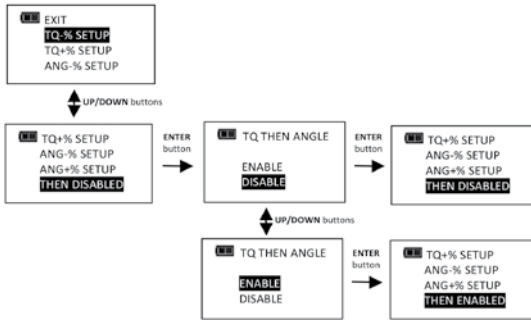 EXIT
TQ-% SETUP
TQ+% SETUP
ANG-% SETUP
UP/DOWN buttons
TQ+% SETUP
ANG-% SETUP
ANG+% SETUP
THEN DISABLED
ENTER
button
TQ THEN ANGLE
ENABLE
DISABLE
ENTER
button
TQ+% SETUP
ANG-% SETUP
ANG+% SETUP
THEN DISABLED
UP/DOWN buttons
TQ THEN ANGLE
ENABLE
DISABLE
ENTER
button
TQ+% SETUP
ANG-% SETUP
ANG+% SETUP
THEN ENABLED